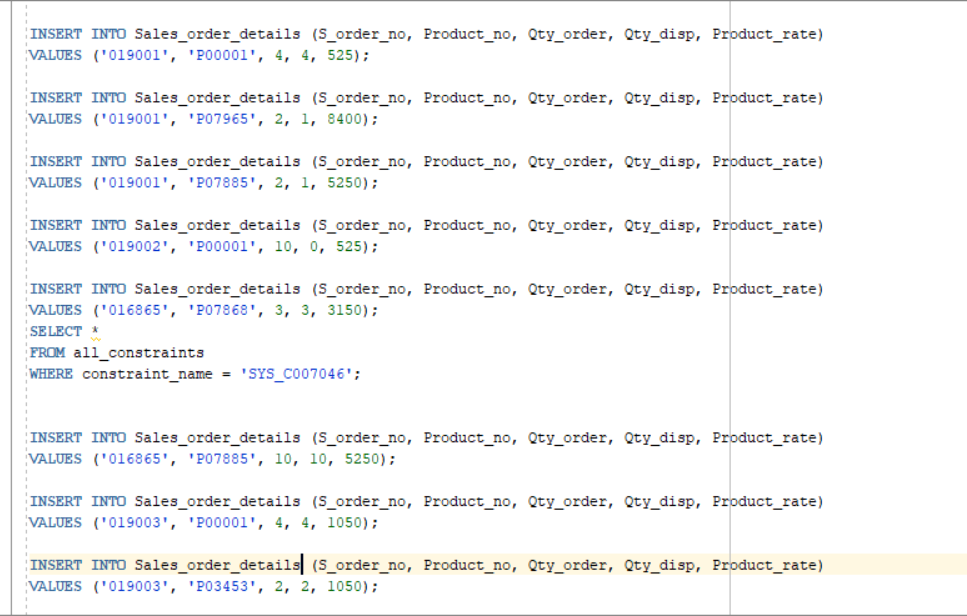 INSERT INTO Sales_order_details (S_order_no, Product_no, Qty_order, Qty_disp, Product_rate)
VALUES ('019001', 'P00001', 4, 4, 525);
INSERT INTO Sales_order_details (S_order_no, Product_no, Qty_order, Qty_disp, Product_rate)
VALUES ('019001', 'P07965', 2, 1, 8400);
INSERT INTO Sales_order_details (S_order_no, Product_no, Qty_order, Qty_disp, Product_rate)
VALUES ('019001', 'P07885', 2, 1, 5250);
INSERT INTO Sales_order_details (S_order_no, Product_no, Qty_order, Qty_disp, Product_rate)
VALUES ('019002', 'P00001', 10, 0, 525);
INSERT INTO Sales_order_details (S_order_no, Product_no, Qty_order, Qty_disp, Product_rate)
VALUES ('016865', 'P07868', 3, 3, 3150);
SELECT *
FROM all_constraints
WHERE constraint_name = 'SYS_C007046';
INSERT INTO Sales_order_details (S_order_no, Product_no, Qty_order, Qty_disp, Product_rate)
VALUES ('016865', 'P07885', 10, 10, 5250);
INSERT INTO Sales_order_details (S_order_no, Product_no, Qty_order, Qty_disp, Product_rate)
VALUES ('019003', 'P00001', 4, 4, 1050);
INSERT INTO Sales_order_details (S_order_no, Product_no, Qty_order, Qty_disp, Product_rate)
VALUES ('019003', 'P03453', 2, 2, 1050);